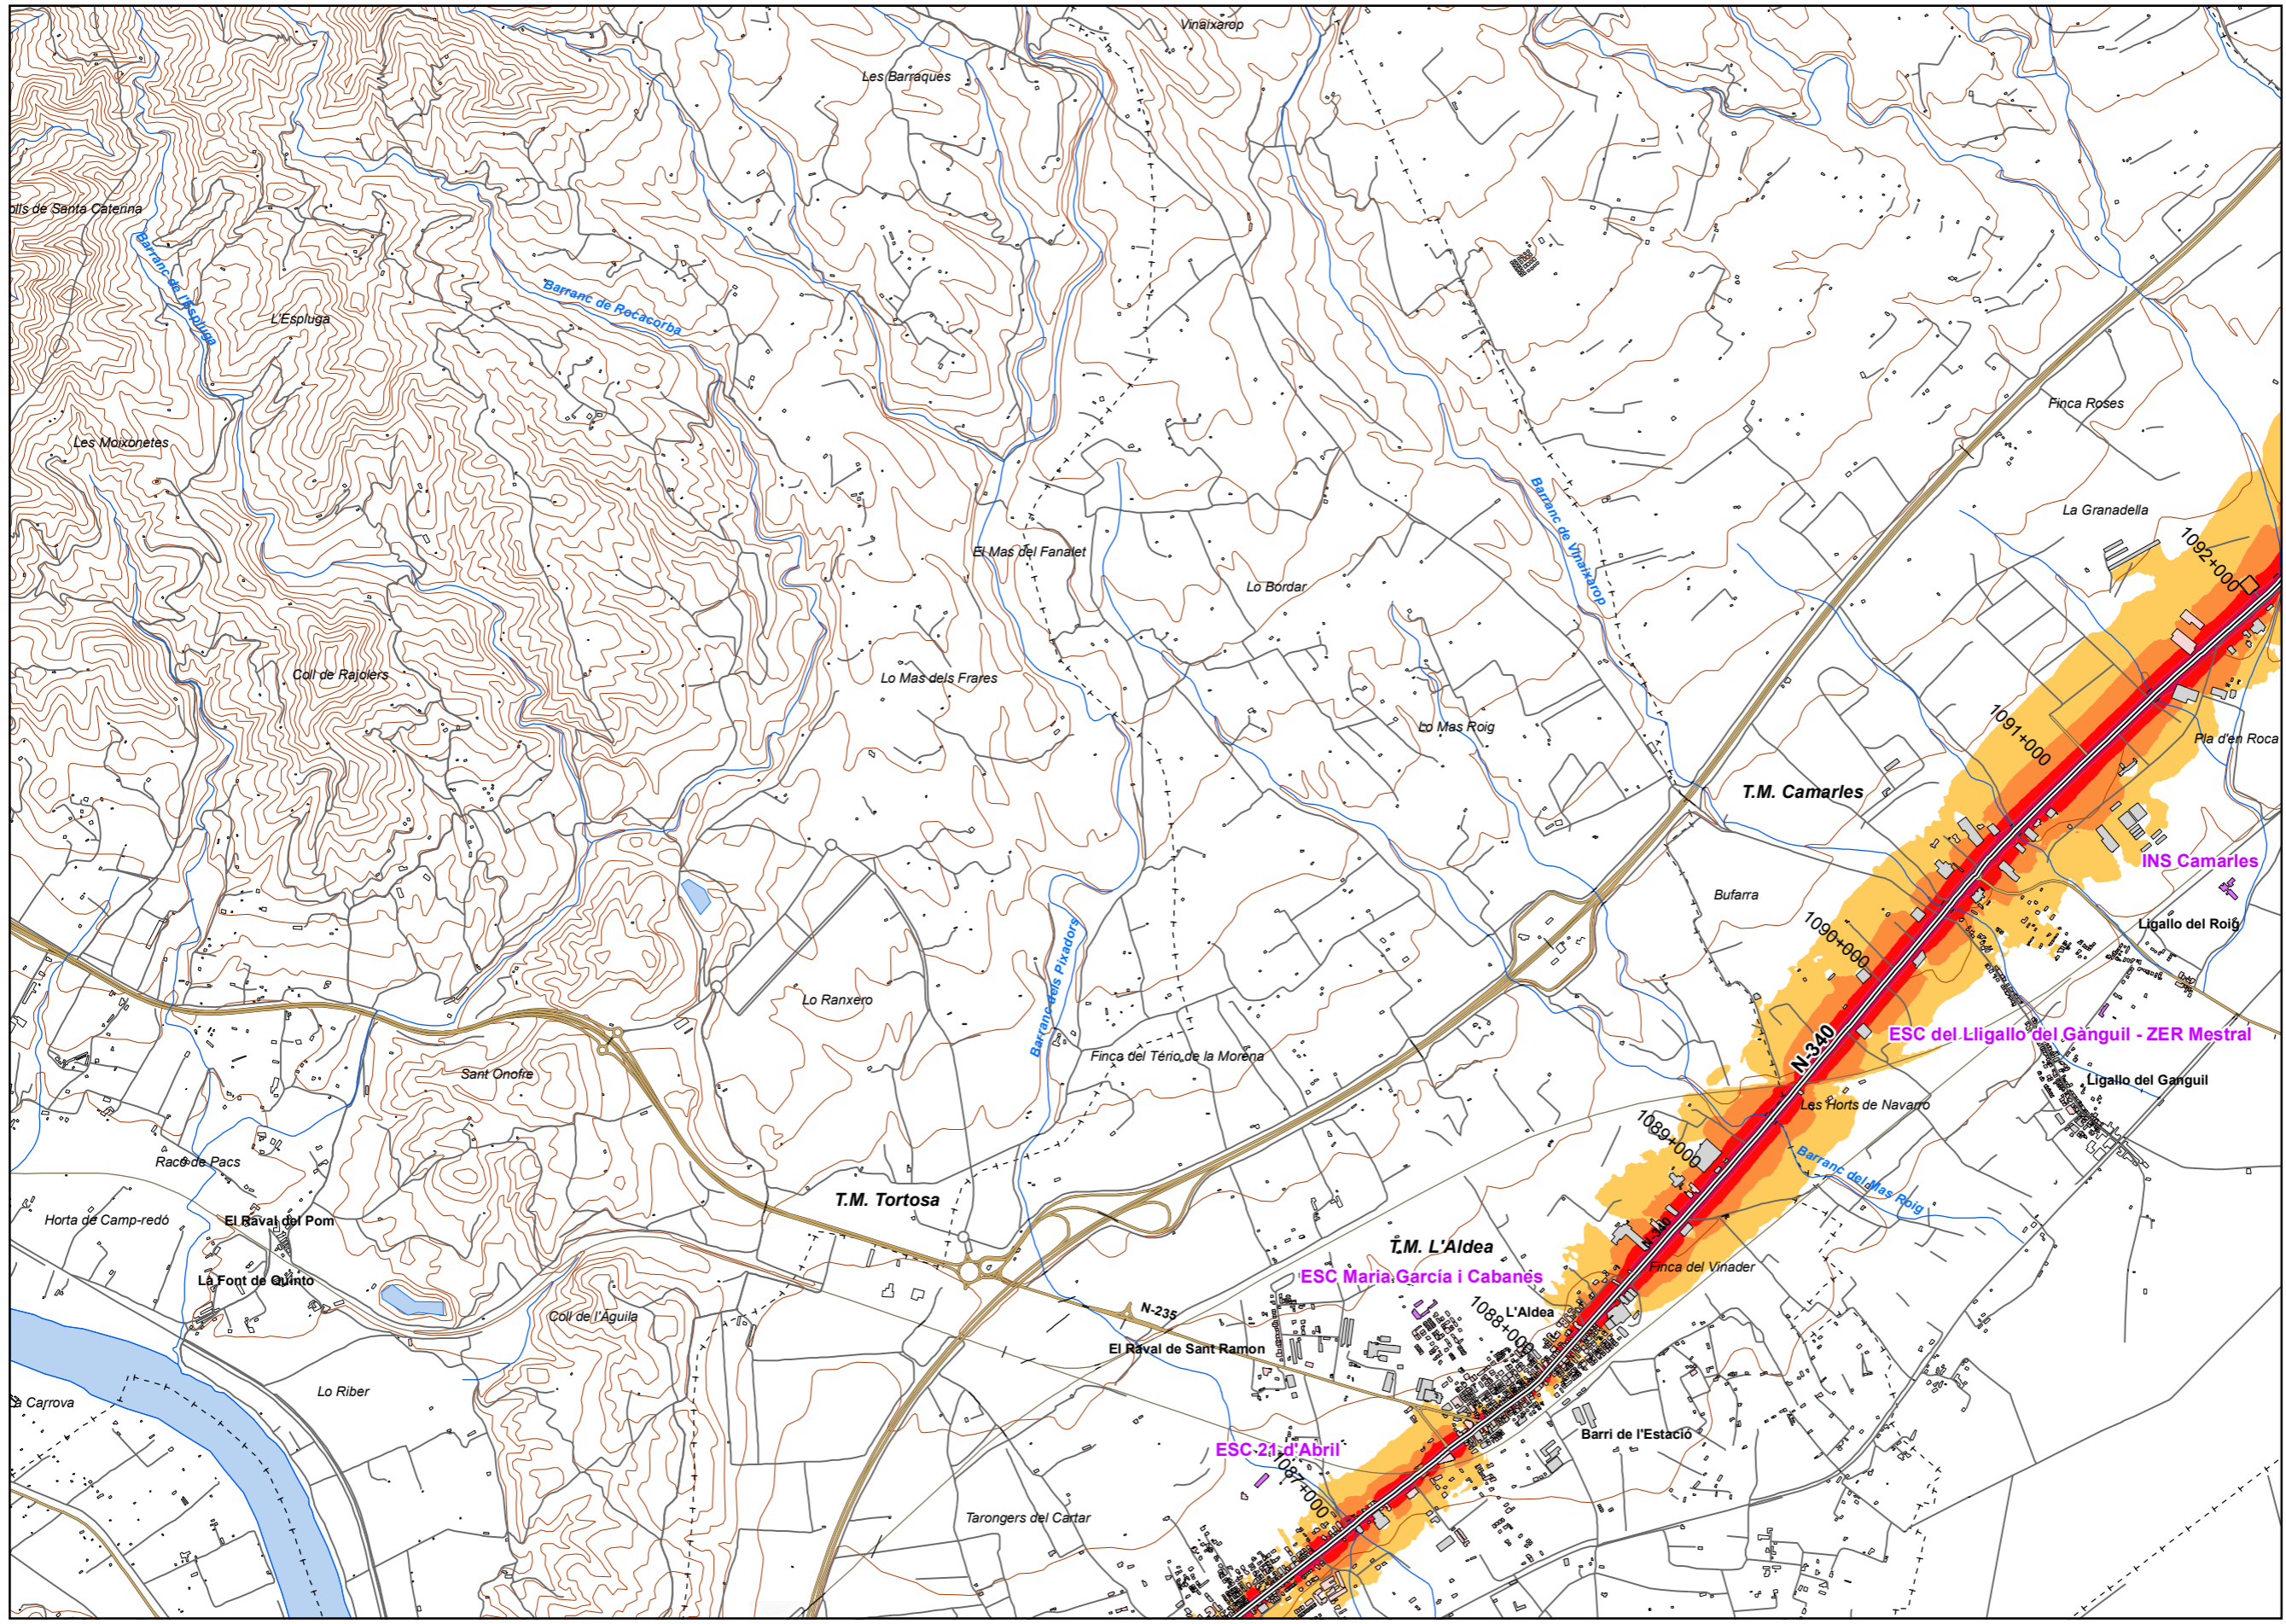 Vinaixarop
Les Barraques
olls de Santa Caterina
Barranc de l'Espluga
L'Espluga
Barranc de Rocacorba
Finca Roses
Les Moixonetes
La Granadella
Barranc de Vinaixarop
1092+000
El Mas del Fanalet
Lo Bordar
Coll de Rajolers
Lo Mas dels Frares
Lo Mas Roig
1091+000
Pla d'en Roca
T.M. Camarles
INS Camarles
Bufarra
Ligallo del Roig
1090+000
Barranc dels Pixadors
Lo Ranxero
ESC del Lligallo del Gànguil - ZER Mestral
N-340
Finca del Tério de la Morena
Sant Onofre
Ligallo del Ganguil
Les Horts de Navarro
1089+000
Racó de Pacs
Barranc del Mas Roig
T.M. Tortosa
Horta de Camp-redó
El Raval del Pom
N-340
T.M. L'Aldea
Finca del Vinader
ESC Maria García i Cabanes
La Font de Quinto
Coll de l'Àguila
N-235
1088+000
L'Aldea
El Raval de Sant Ramon
Lo Riber
a Carrova
Barri de l'Estació
ESC 21 d'Abril
1087+000
Tarongers del Cartar